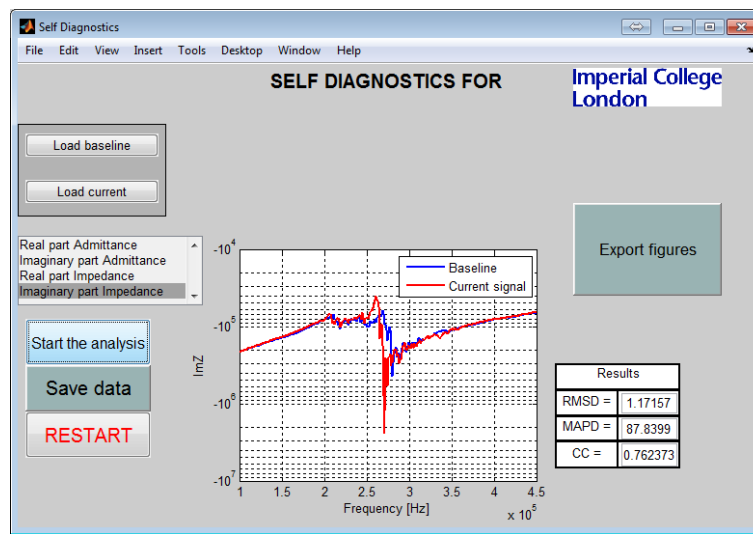 Self Diagnostics
File Edit View Insert Tools Desktop Window Help
SELF DIAGNOSTICS FOR
Imperial College
London
Load baseline
Load current
Real part Admittance
Imaginary part Admittance
Real part Impedance
Imaginary part Impedance
Start the analysis
Save data
RESTART
-10^4
-10^5
-10^6
-10^7
ImZ
Baseline
Current signal
1 1.5 2 2.5 3 3.5 4 4.5
Frequency [Hz]
x 10^5
Export figures
Results
RMSD = 1.17157
MAPD = 87.8399
CC = 0.762373